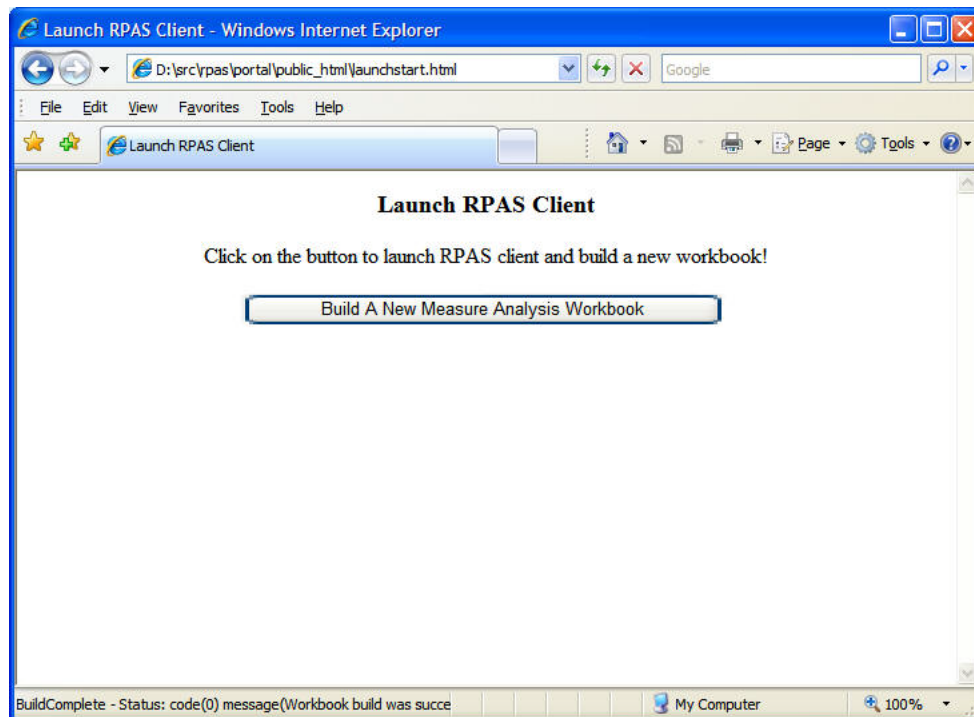 Launch RPAS Client - Windows Internet Explorer
D:\src\rpas\portal\public_html\launchstart.html
Google
File Edit View Favorites Tools Help
Launch RPAS Client
Page Tools
Launch RPAS Client
Click on the button to launch RPAS client and build a new workbook!
Build A New Measure Analysis Workbook
BuildComplete - Status: code(0) message(Workbook build was succe
My Computer
100%